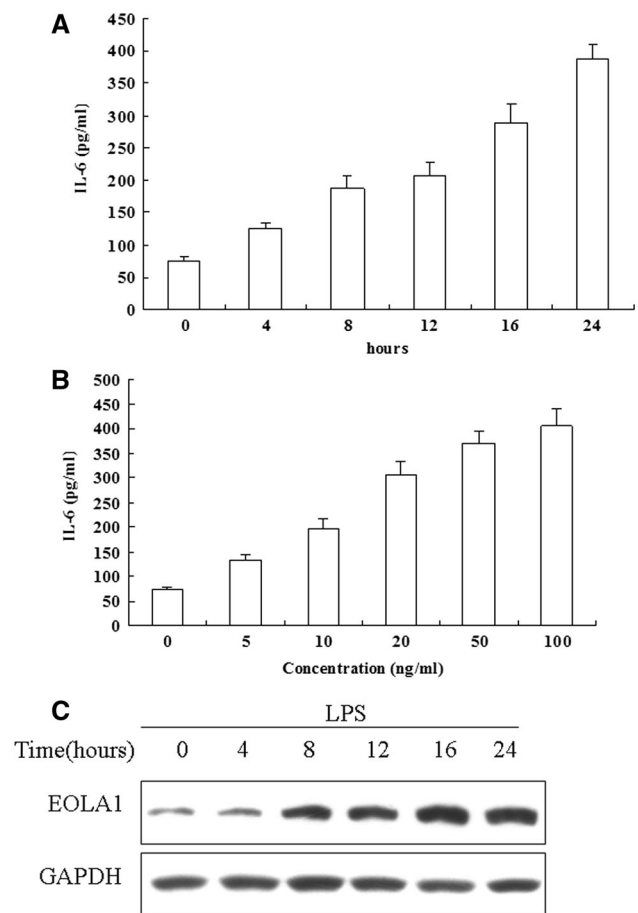 A
IL-6 (pg/ml)
450
400
350
300
250
200
150
100
50
0
0 4 8 12 16 24
hours
B
IL-6 (pg/ml)
500
450
400
350
300
250
200
150
100
50
0
0 5 10 20 50 100
Concentration (ng/ml)
C
LPS
Time(hours) 0 4 8 12 16 24
EOLA1
GAPDH